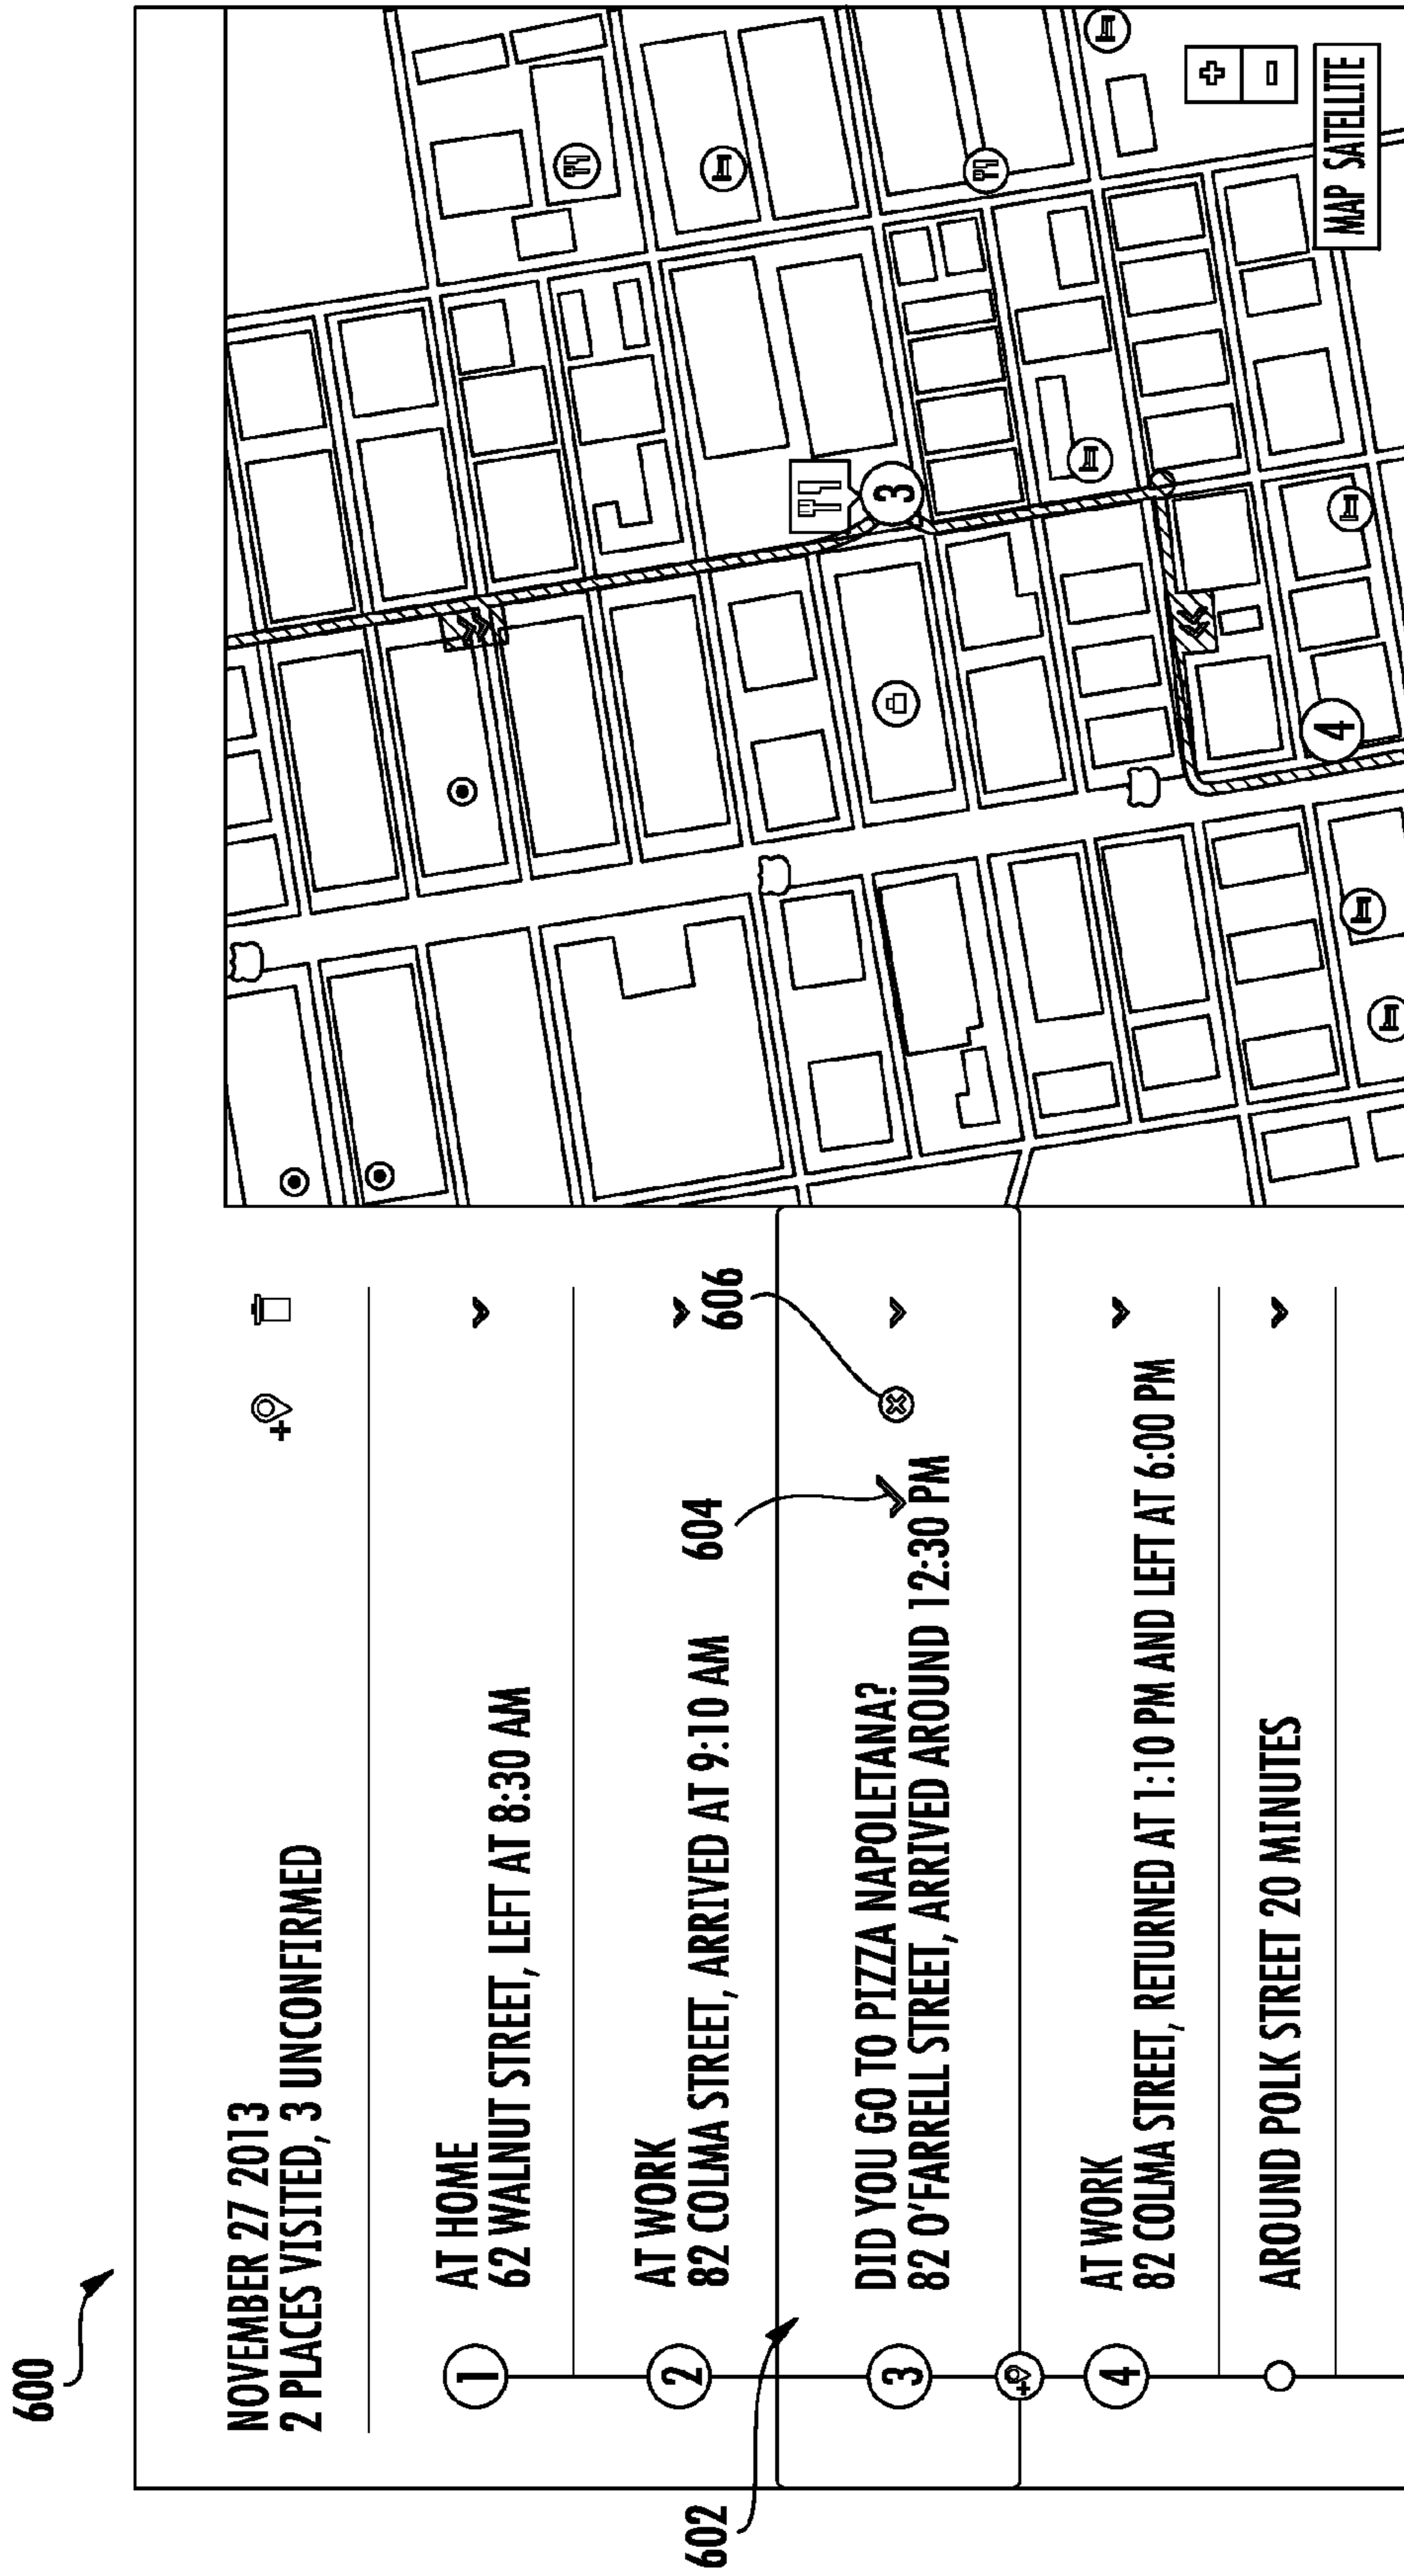 600
NOVEMBER 27 2013
2 PLACES VISITED, 3 UNCONFIRMED
1
AT HOME
62 WALNUT STREET, LEFT AT 8:30 AM
2
AT WORK
82 COLMA STREET, ARRIVED AT 9:10 AM
602
604
606
3
DID YOU GO TO PIZZA NAPOLETANA?
82 O'FARRELL STREET, ARRIVED AROUND 12:30 PM
4
AT WORK
82 COLMA STREET, RETURNED AT 1:10 PM AND LEFT AT 6:00 PM
AROUND POLK STREET 20 MINUTES
3
4
+
-
MAP SATELLITE